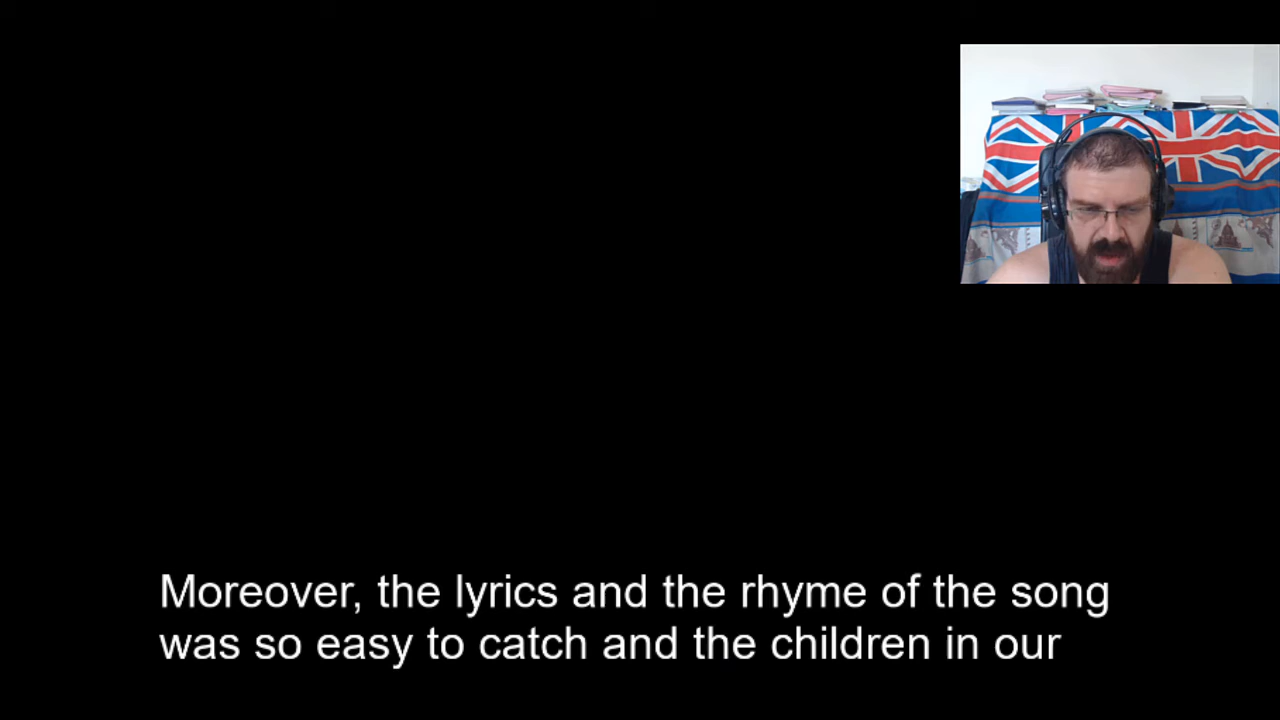 Moreover, the lyrics and the rhyme of the song
was so easy to catch and the children in our